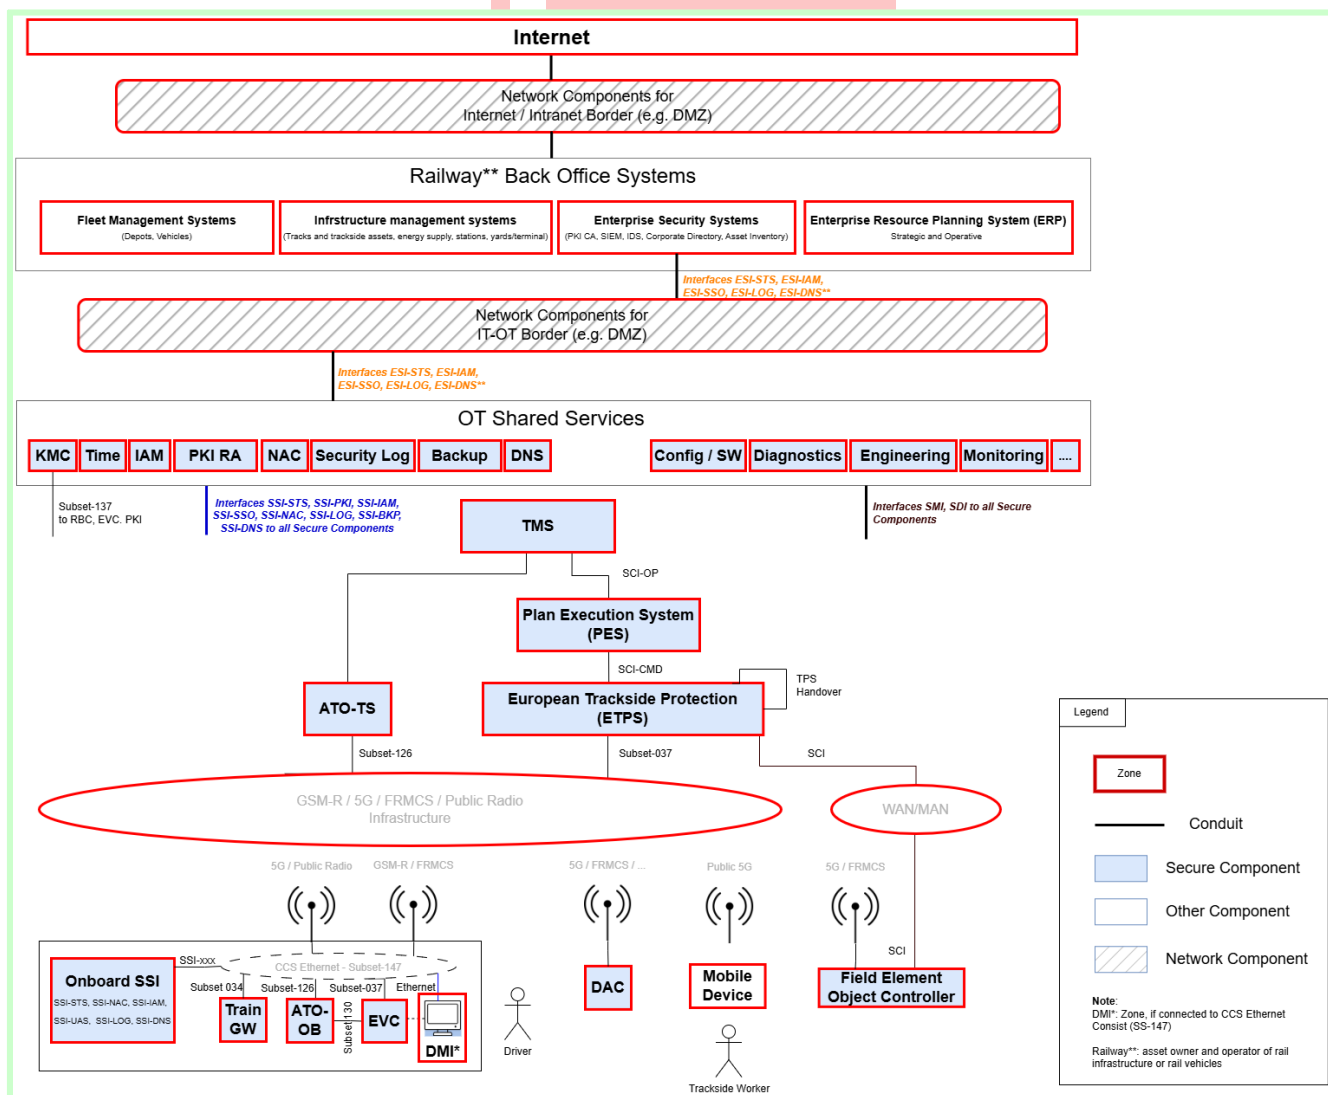 Internet
Network Components for
Internet / Intranet Border (e.g. DMZ)
Railway** Back Office Systems
Fleet Management Systems
(Depots, Vehicles)
Infrstructure management systems
(Tracks and trackside assets, energy supply, stations, yards/terminal)
Enterprise Security Systems
(PKI CA, SIEM, IDS, Corporate Directory, Asset Inventory)
Enterprise Resource Planning System (ERP)
Strategic and Operative
Interfaces ESI-STS, ESI-IAM,
ESI-SSO, ESI-LOG, ESI-DNS**
Network Components for
IT-OT Border (e.g. DMZ)
Interfaces ESI-STS, ESI-IAM,
ESI-SSO, ESI-LOG, ESI-DNS**
OT Shared Services
KMC
Time
IAM
PKI RA
NAC
Security Log
Backup
DNS
Config / SW
Diagnostics
Engineering
Monitoring
....
Subset-137
to RBC, EVC. PKI
Interfaces SSI-STS, SSI-PKI, SSI-IAM,
SSI-SSO, SSI-NAC, SSI-LOG, SSI-BKP,
SSI-DNS to all Secure Components
Interfaces SMI, SDI to all Secure
Components
TMS
SCI-OP
Plan Execution System
(PES)
SCI-CMD
ATO-TS
European Trackside Protection
(ETPS)
TPS
Handover
Subset-126
Subset-037
SCI
GSM-R / 5G / FRMCS / Public Radio
Infrastructure
WAN/MAN
5G / Public Radio
GSM-R / FRMCS
5G / FRMCS / ...
Public 5G
5G / FRMCS
SCI
Onboard SSI
SSI-STS, SSI-NAC, SSI-IAM,
SSI-UAS, SSI-LOG, SSI-DNS
SSI-xxx
CCS Ethernet - Subset-147
Subset 034
Subset-126
Subset-037
Ethernet
Train
GW
ATO-
OB
Subset 130
EVC
DMI*
Driver
DAC
Mobile
Device
Trackside Worker
Field Element
Object Controller
Legend
Zone
Conduit
Secure Component
Other Component
Network Component
Note:
DMI*: Zone, if connected to CCS Ethernet
Consist (SS-147)
Railway**: asset owner and operator of rail
infrastructure or rail vehicles